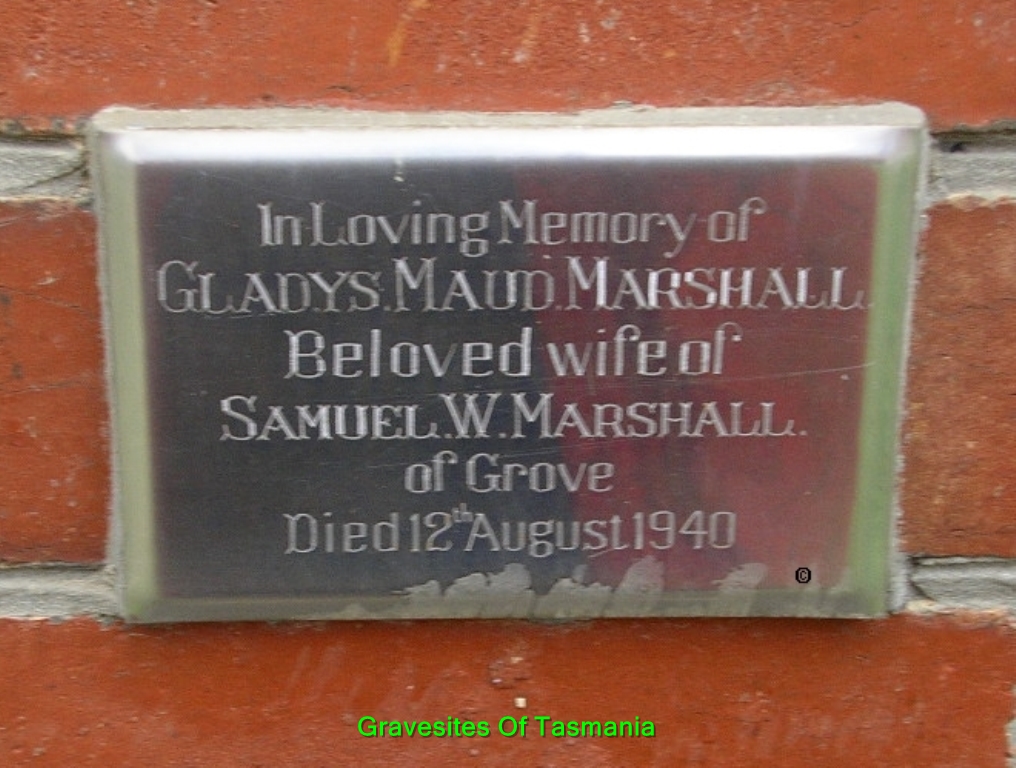 In Loving Memory of
GLADYS. MAUD. MARSHALL.
Beloved wife of
SAMUEL. W. MARSHALL.
of Grove
Died 12th August 1940
©
Gravesites Of Tasmania